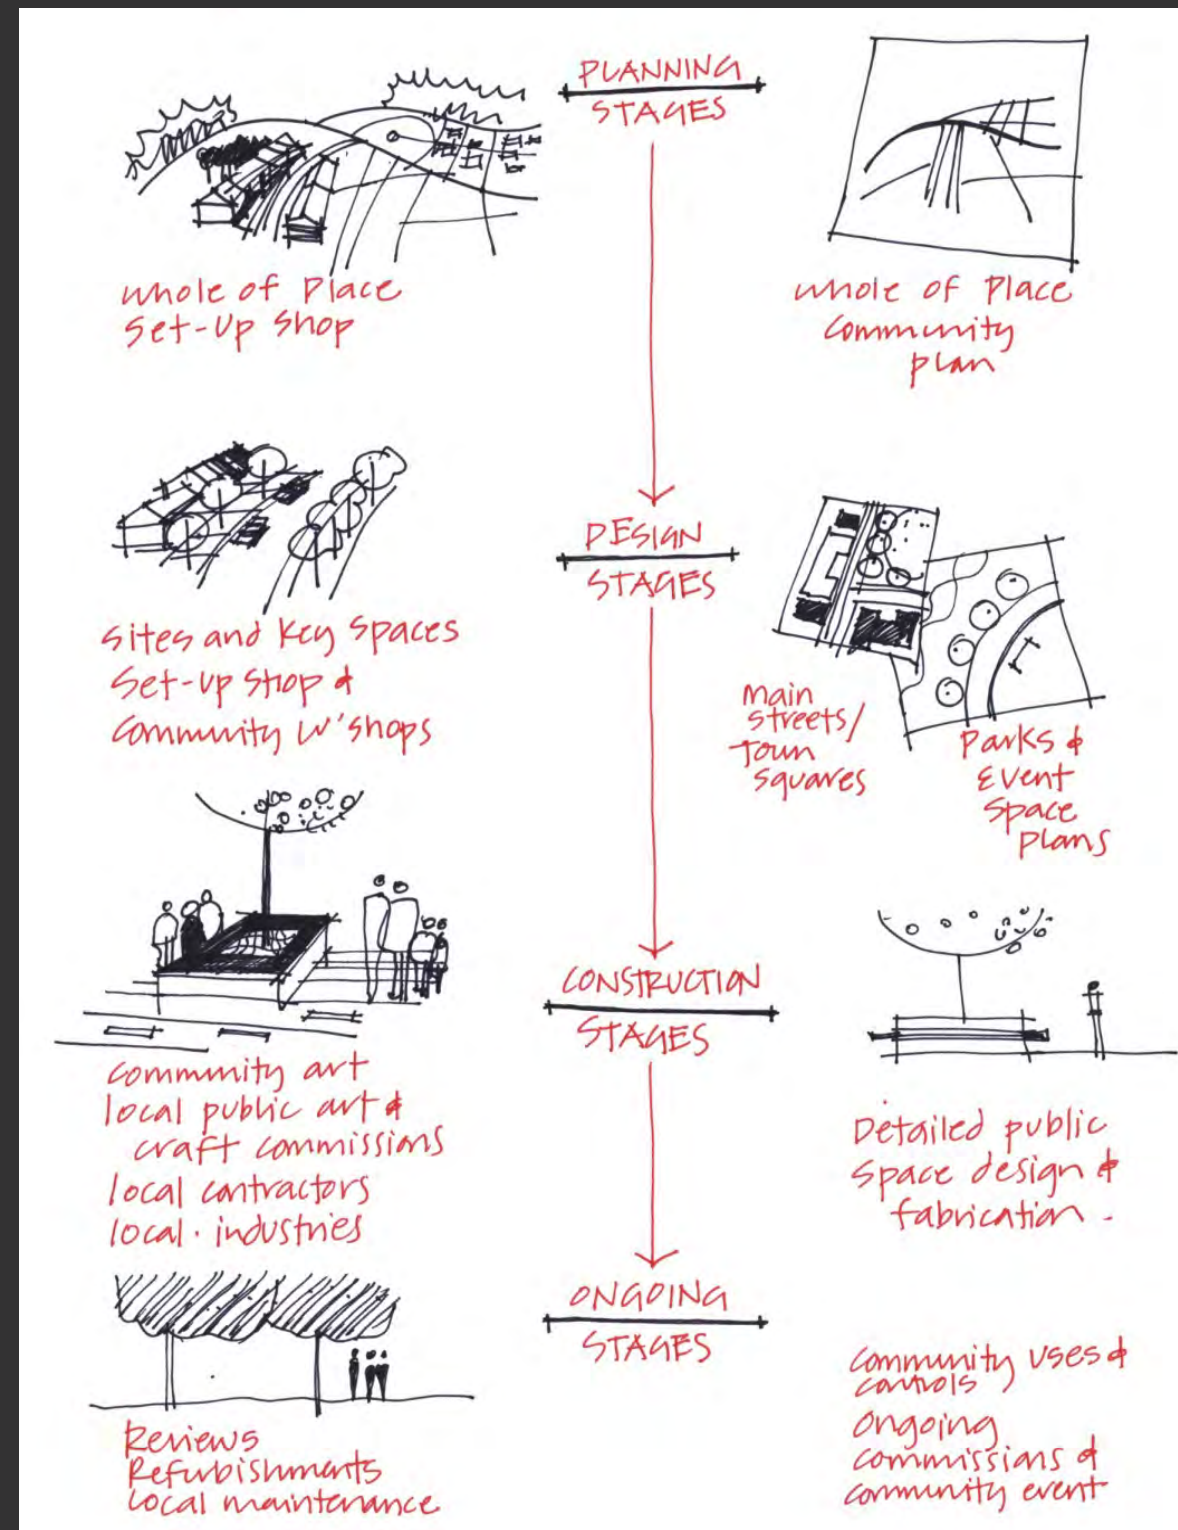 PLANNING
STAGES
whole of Place
Set-Up Shop
whole of Place
Community
plan
DESIGN
STAGES
Sites and Key Spaces
Set-up Shop &
Community W'shops
Main
streets/
Town
Squares
Parks &
Event
Space
Plans
CONSTRUCTION
STAGES
Community art
local public art &
craft commissions
local contractors
local. industries
Detailed public
Space design &
fabrication.
ONGOING
STAGES
Reviews
Refurbishments
Local maintenance
Community uses &
controls
Ongoing
commissions &
community event